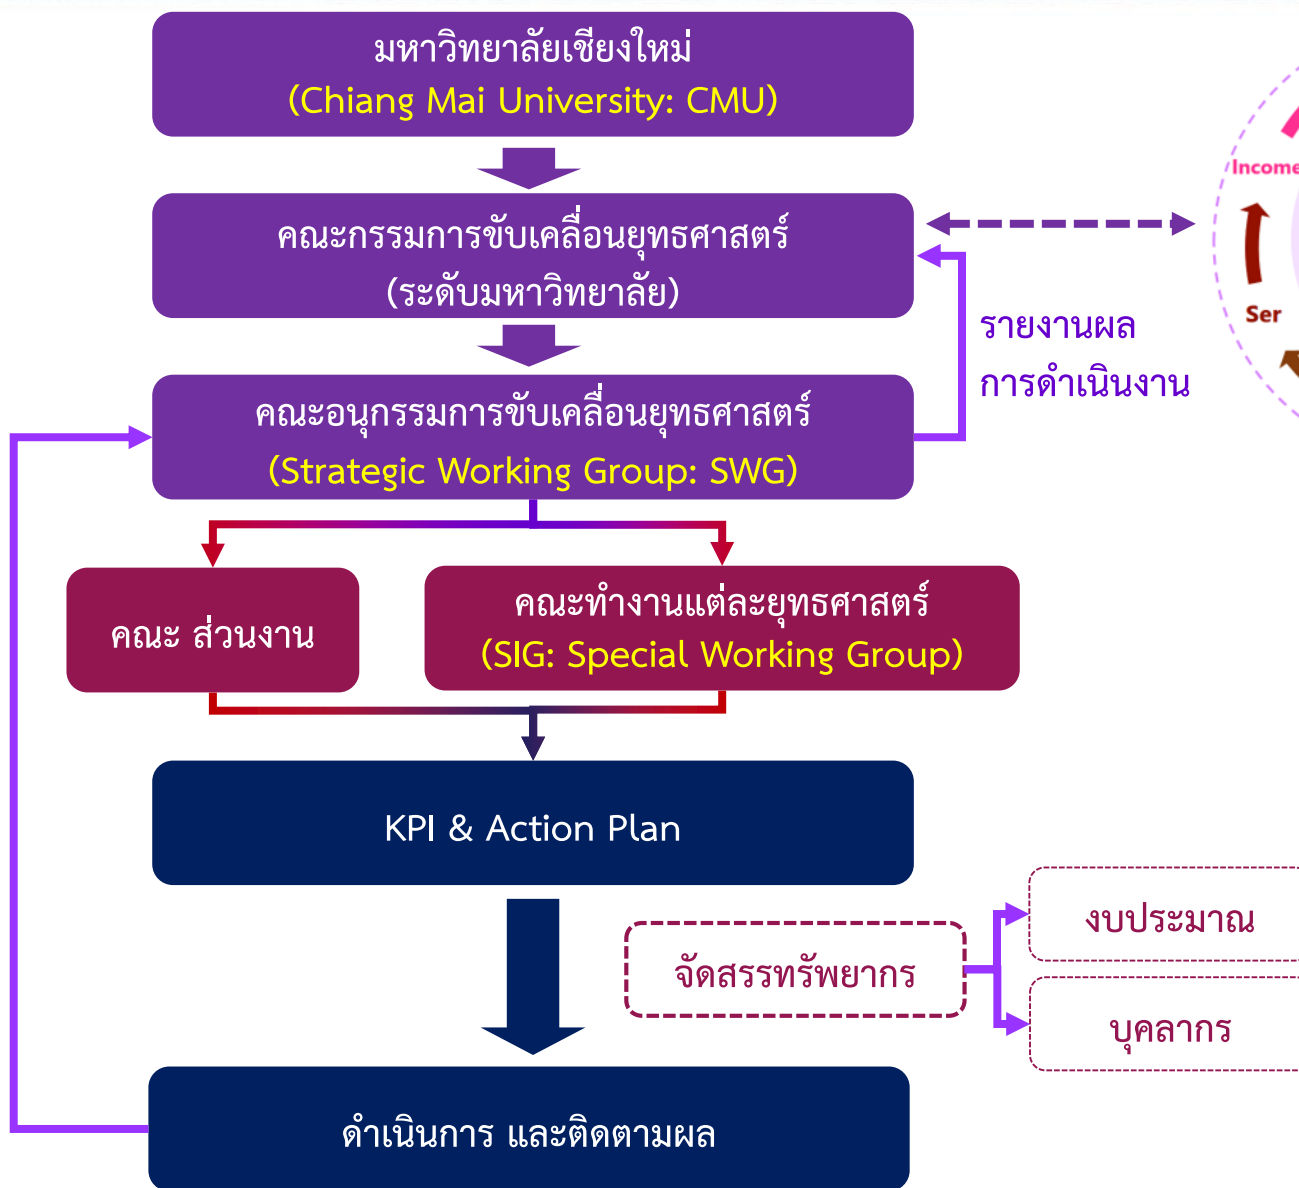 มหาวิทยาลัยเชียงใหม่
(Chiang Mai University: CMU)
คณะกรรมการขับเคลื่อนยุทธศาสตร์
(ระดับมหาวิทยาลัย)
Income
Ser
รายงานผล
การดำเนินงาน
คณะอนุกรรมการขับเคลื่อนยุทธศาสตร์
(Strategic Working Group: SWG)
คณะ ส่วนงาน
คณะทำงานแต่ละยุทธศาสตร์
(SIG: Special Working Group)
KPI & Action Plan
จัดสรรทรัพยากร
งบประมาณ
บุคลากร
ดำเนินการ และติดตามผล